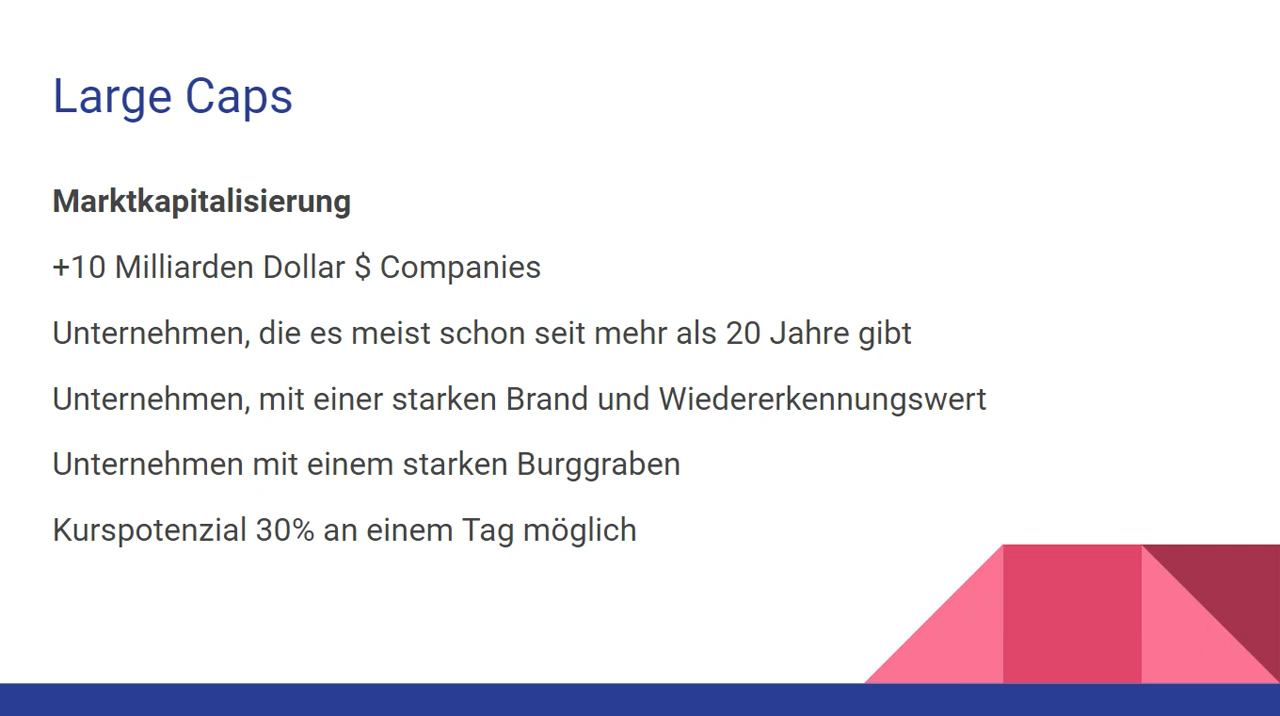 Large Caps
Marktkapitalisierung
+10 Milliarden Dollar $ Companies
Unternehmen, die es meist schon seit mehr als 20 Jahre gibt
Unternehmen, mit einer starken Brand und Wiedererkennungswert
Unternehmen mit einem starken Burggraben
Kurspotenzial 30% an einem Tag möglich